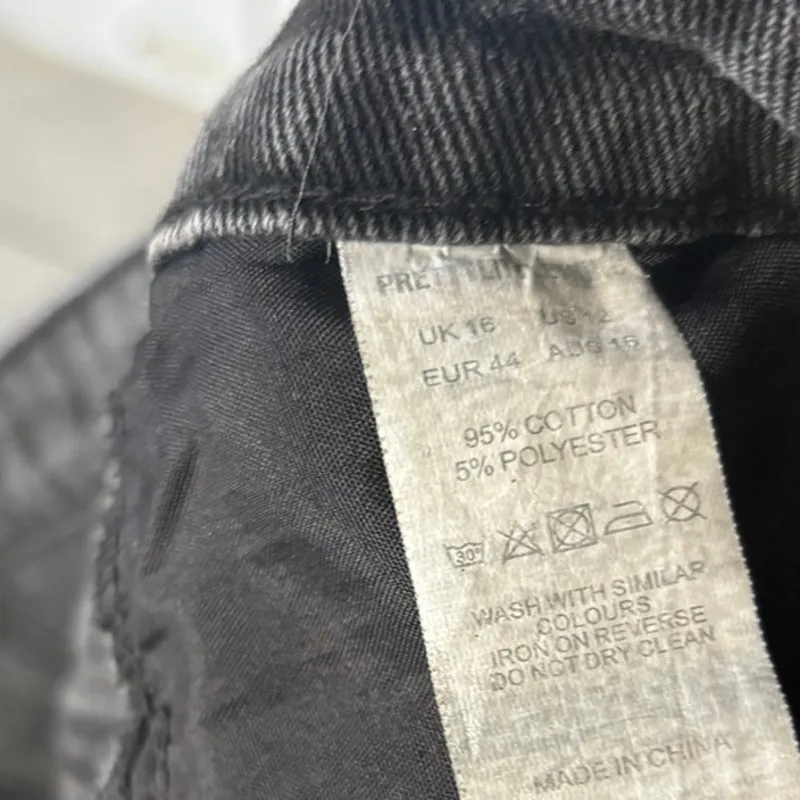 UK 16 US 12
EUR 44 AUS 16
95% COTTON
5% POLYESTER
30°
WASH WITH SIMILAR
COLOURS
IRON ON REVERSE
DO NOT DRY CLEAN
MADE IN CHINA